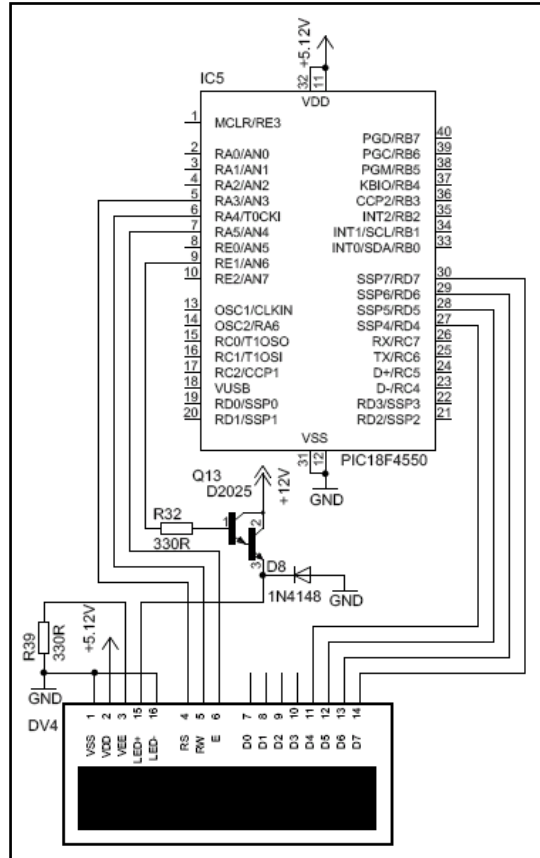 +5.12V
IC5
32 11
VDD
1 MCLR/RE3
PGD/RB7 40
2 RA0/AN0 PGC/RB6 39
3 RA1/AN1 PGM/RB5 38
4 RA2/AN2 KBIO/RB4 37
5 RA3/AN3 CCP2/RB3 36
6 RA4/T0CKI INT2/RB2 35
7 RA5/AN4 INT1/SCL/RB1 34
8 RE0/AN5 INT0/SDA/RB0 33
9 RE1/AN6
10 RE2/AN7 SSP7/RD7 30
SSP6/RD6 29
13 OSC1/CLKIN SSP5/RD5 28
14 OSC2/RA6 SSP4/RD4 27
15 RC0/T1OSO RX/RC7 26
16 RC1/T1OSI TX/RC6 25
17 RC2/CCP1 D+/RC5 24
18 VUSB D-/RC4 23
19 RD0/SSP0 RD3/SSP3 22
20 RD1/SSP1 RD2/SSP2 21
VSS
31 12 PIC18F4550
Q13
D2025
+12V
GND
R32
330R
1 2 3
D8
1N4148
GND
R39
330R
+5.12V
GND
DV4
1 2 3 15 16 4 5 6 7 8 9 10 11 12 13 14
VSS VDD VEE LED+ LED- RS RW E D0 D1 D2 D3 D4 D5 D6 D7